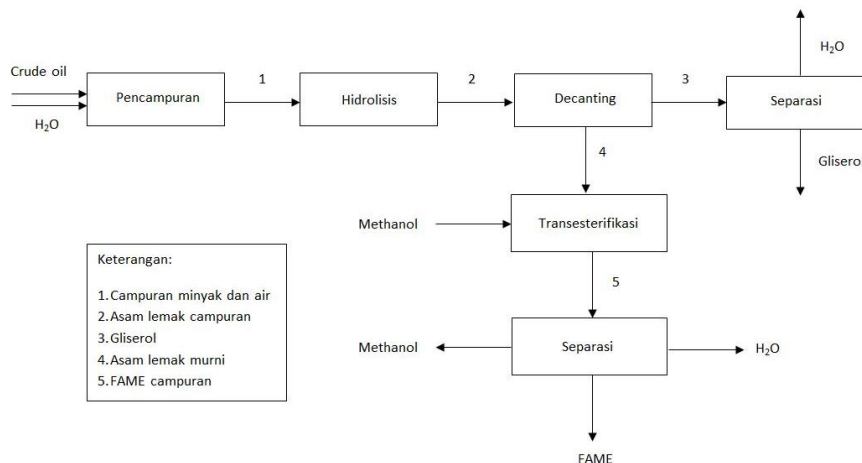 H₂O
Crude oil
1
2
3
Pencampuran
Hidrolisis
Decanting
Separasi
H₂O
4
Gliserol
Methanol
Transesterifikasi
Keterangan:
1.Campuran minyak dan air
2.Asam lemak campuran
3.Gliserol
4.Asam lemak murni
5.FAME campuran
5
Methanol
Separasi
H₂O
FAME